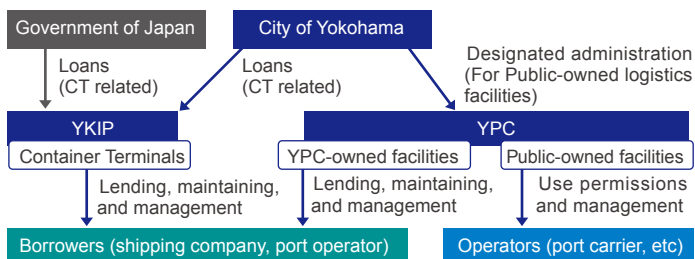 Government of Japan
City of Yokohama
Loans
(CT related)
Loans
(CT related)
Designated administration
(For Public-owned logistics
facilities)
YKIP
YPC
Container Terminals
YPC-owned facilities
Public-owned facilities
Lending, maintaining,
and management
Lending, maintaining,
and management
Use permissions
and management
Borrowers (shipping company, port operator)
Operators (port carrier, etc)